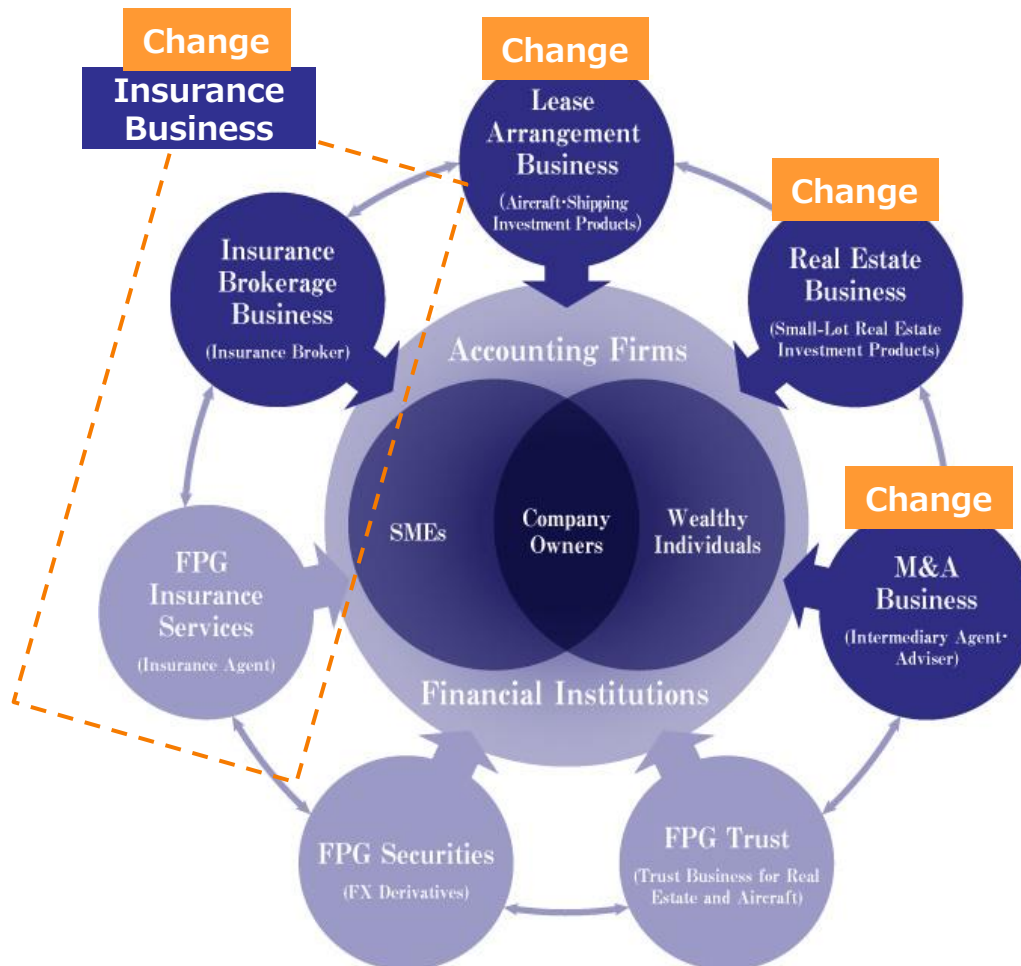 Change
Insurance
Business
Change
Lease
Arrangement
Business
(Aircraft･Shipping
Investment Products)
Change
Real Estate
Business
(Small-Lot Real Estate
Investment Products)
Insurance
Brokerage
Business
(Insurance Broker)
Accounting Firms
SMEs
Company
Owners
Wealthy
Individuals
Financial Institutions
Change
M&A
Business
(Intermediary Agent･
Adviser)
FPG
Insurance
Services
(Insurance Agent)
FPG Securities
(FX Derivatives)
FPG Trust
(Trust Business for Real
Estate and Aircraft)